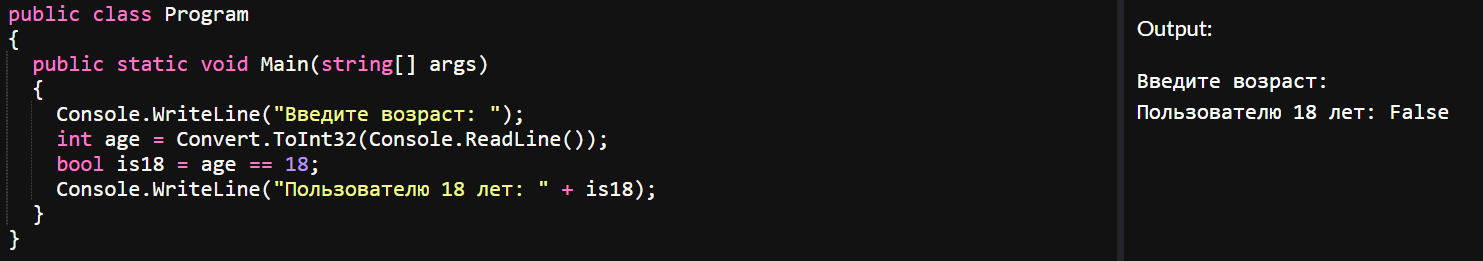 public class Program
{
  public static void Main(string[] args)
  {
    Console.WriteLine("Введите возраст: ");
    int age = Convert.ToInt32(Console.ReadLine());
    bool is18 = age == 18;
    Console.WriteLine("Пользователю 18 лет: " + is18);
  }
}
Output:
Введите возраст:
Пользователю 18 лет: False